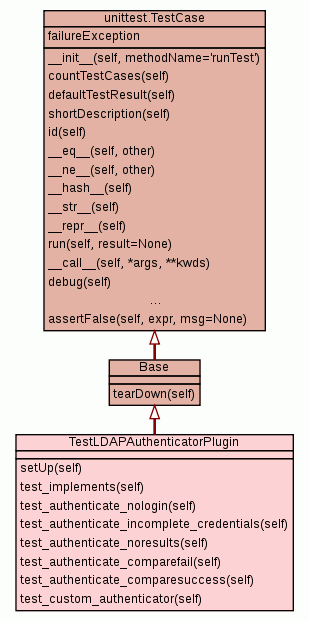 unittest.TestCase
failureException
__init__(self, methodName='runTest')
countTestCases(self)
defaultTestResult(self)
shortDescription(self)
id(self)
__eq__(self, other)
__ne__(self, other)
__hash__(self)
__str__(self)
__repr__(self)
run(self, result=None)
__call__(self, *args, **kwds)
debug(self)
...
assertFalse(self, expr, msg=None)
Base
tearDown(self)
TestLDAPAuthenticatorPlugin
setUp(self)
test_implements(self)
test_authenticate_nologin(self)
test_authenticate_incomplete_credentials(self)
test_authenticate_noresults(self)
test_authenticate_comparefail(self)
test_authenticate_comparesuccess(self)
test_custom_authenticator(self)